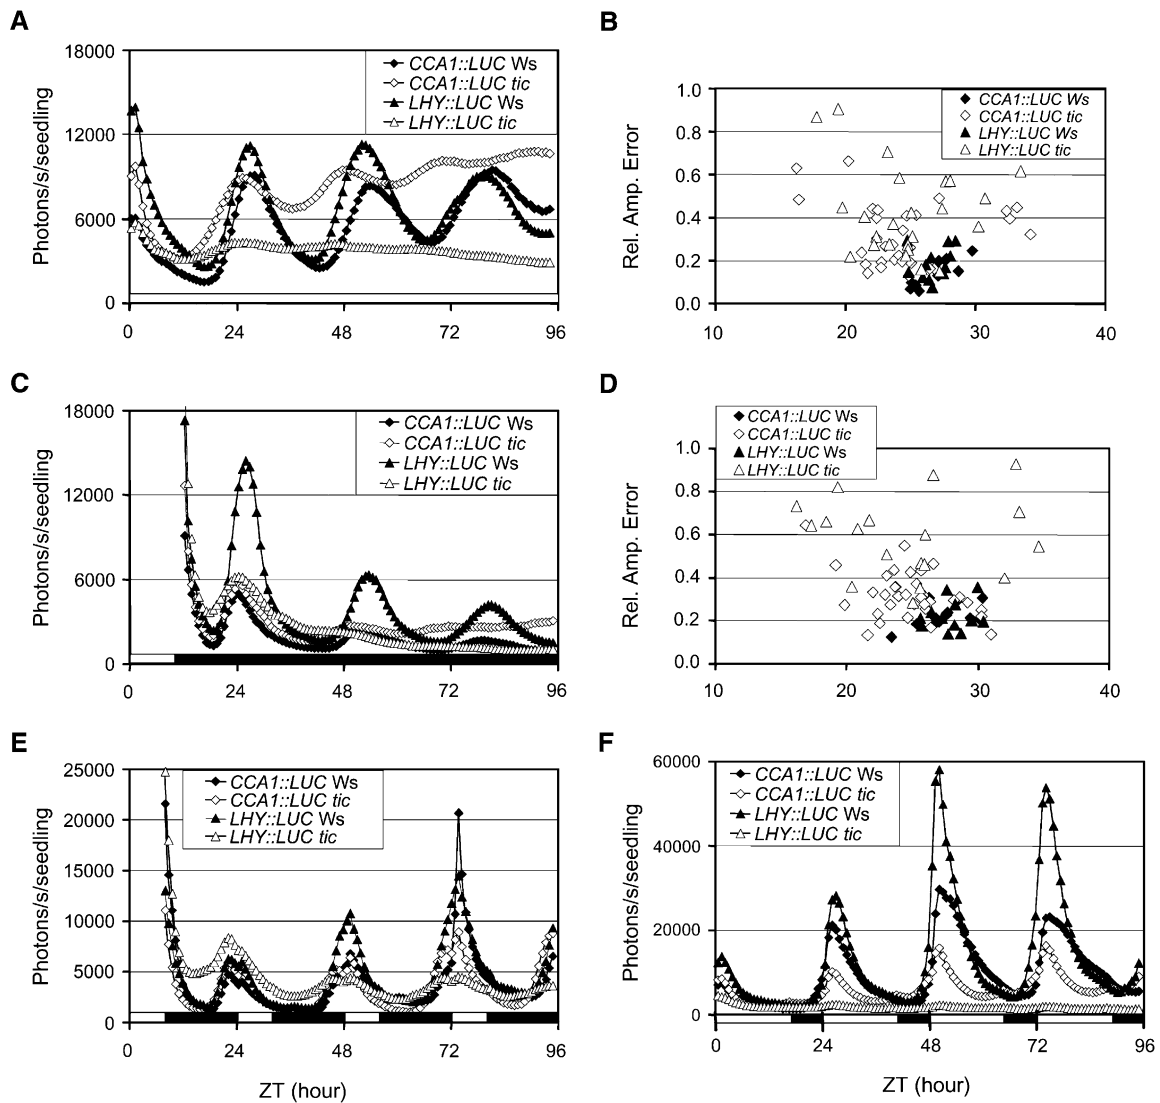 A
18000
12000
6000
0
Photons/s/seedling
CCA1::LUC Ws
CCA1::LUC tic
LHY::LUC Ws
LHY::LUC tic
0 24 48 72 96
B
1.0
0.8
0.6
0.4
0.2
0.0
Rel. Amp. Error
CCA1::LUC Ws
CCA1::LUC tic
LHY::LUC Ws
LHY::LUC tic
10 20 30 40
C
18000
12000
6000
0
Photons/s/seedling
CCA1::LUC Ws
CCA1::LUC tic
LHY::LUC Ws
LHY::LUC tic
0 24 48 72 96
D
1.0
0.8
0.6
0.4
0.2
0.0
Rel. Amp. Error
CCA1::LUC Ws
CCA1::LUC tic
LHY::LUC Ws
LHY::LUC tic
10 20 30 40
E
25000
20000
15000
10000
5000
0
Photons/s/seedling
CCA1::LUC Ws
CCA1::LUC tic
LHY::LUC Ws
LHY::LUC tic
0 24 48 72 96
ZT (hour)
F
60000
40000
20000
0
Photons/s/seedling
CCA1::LUC Ws
CCA1::LUC tic
LHY::LUC Ws
LHY::LUC tic
0 24 48 72 96
ZT (hour)